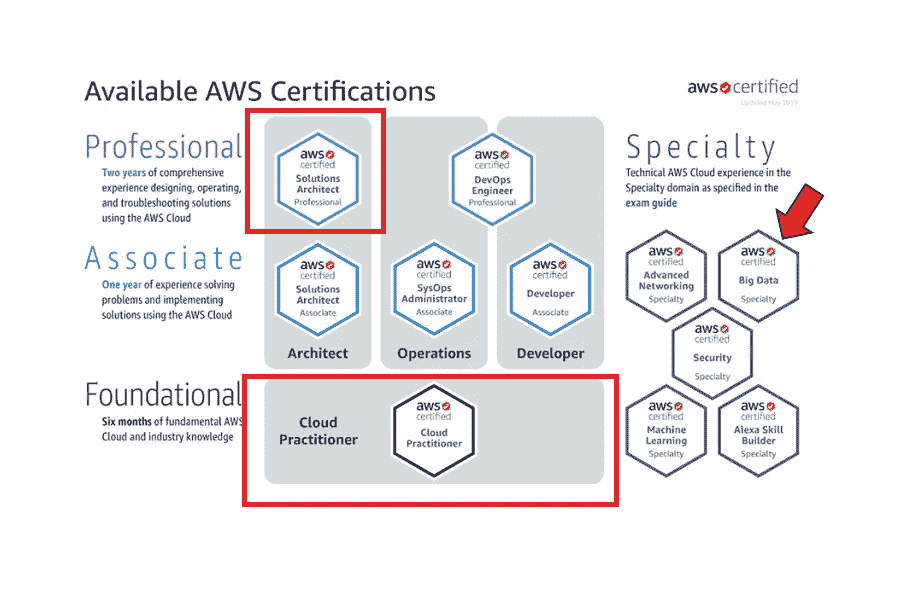 Available AWS Certifications
aws certified
Updated May 2019
Professional
Two years of comprehensive
experience designing, operating,
and troubleshooting solutions
using the AWS Cloud
aws
certified
Solutions
Architect
Professional
aws
certified
DevOps
Engineer
Professional
Associate
One year of experience solving
problems and implementing
solutions using the AWS Cloud
aws
certified
Solutions
Architect
Associate
aws
certified
SysOps
Administrator
Associate
aws
certified
Developer
Associate
Architect
Operations
Developer
Foundational
Six months of fundamental AWS
Cloud and industry knowledge
Cloud
Practitioner
aws
certified
Cloud
Practitioner
Specialty
Technical AWS Cloud experience in the
Specialty domain as specified in the
exam guide
aws
certified
Advanced
Networking
Specialty
aws
certified
Big Data
Specialty
aws
certified
Security
Specialty
aws
certified
Machine
Learning
Specialty
aws
certified
Alexa Skill
Builder
Specialty